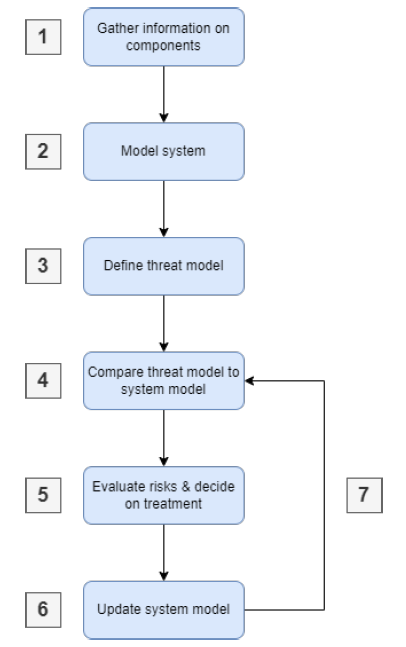 1
Gather information on
components
2
Model system
3
Define threat model
4
Compare threat model to
system model
5
Evaluate risks & decide
on treatment
7
6
Update system model